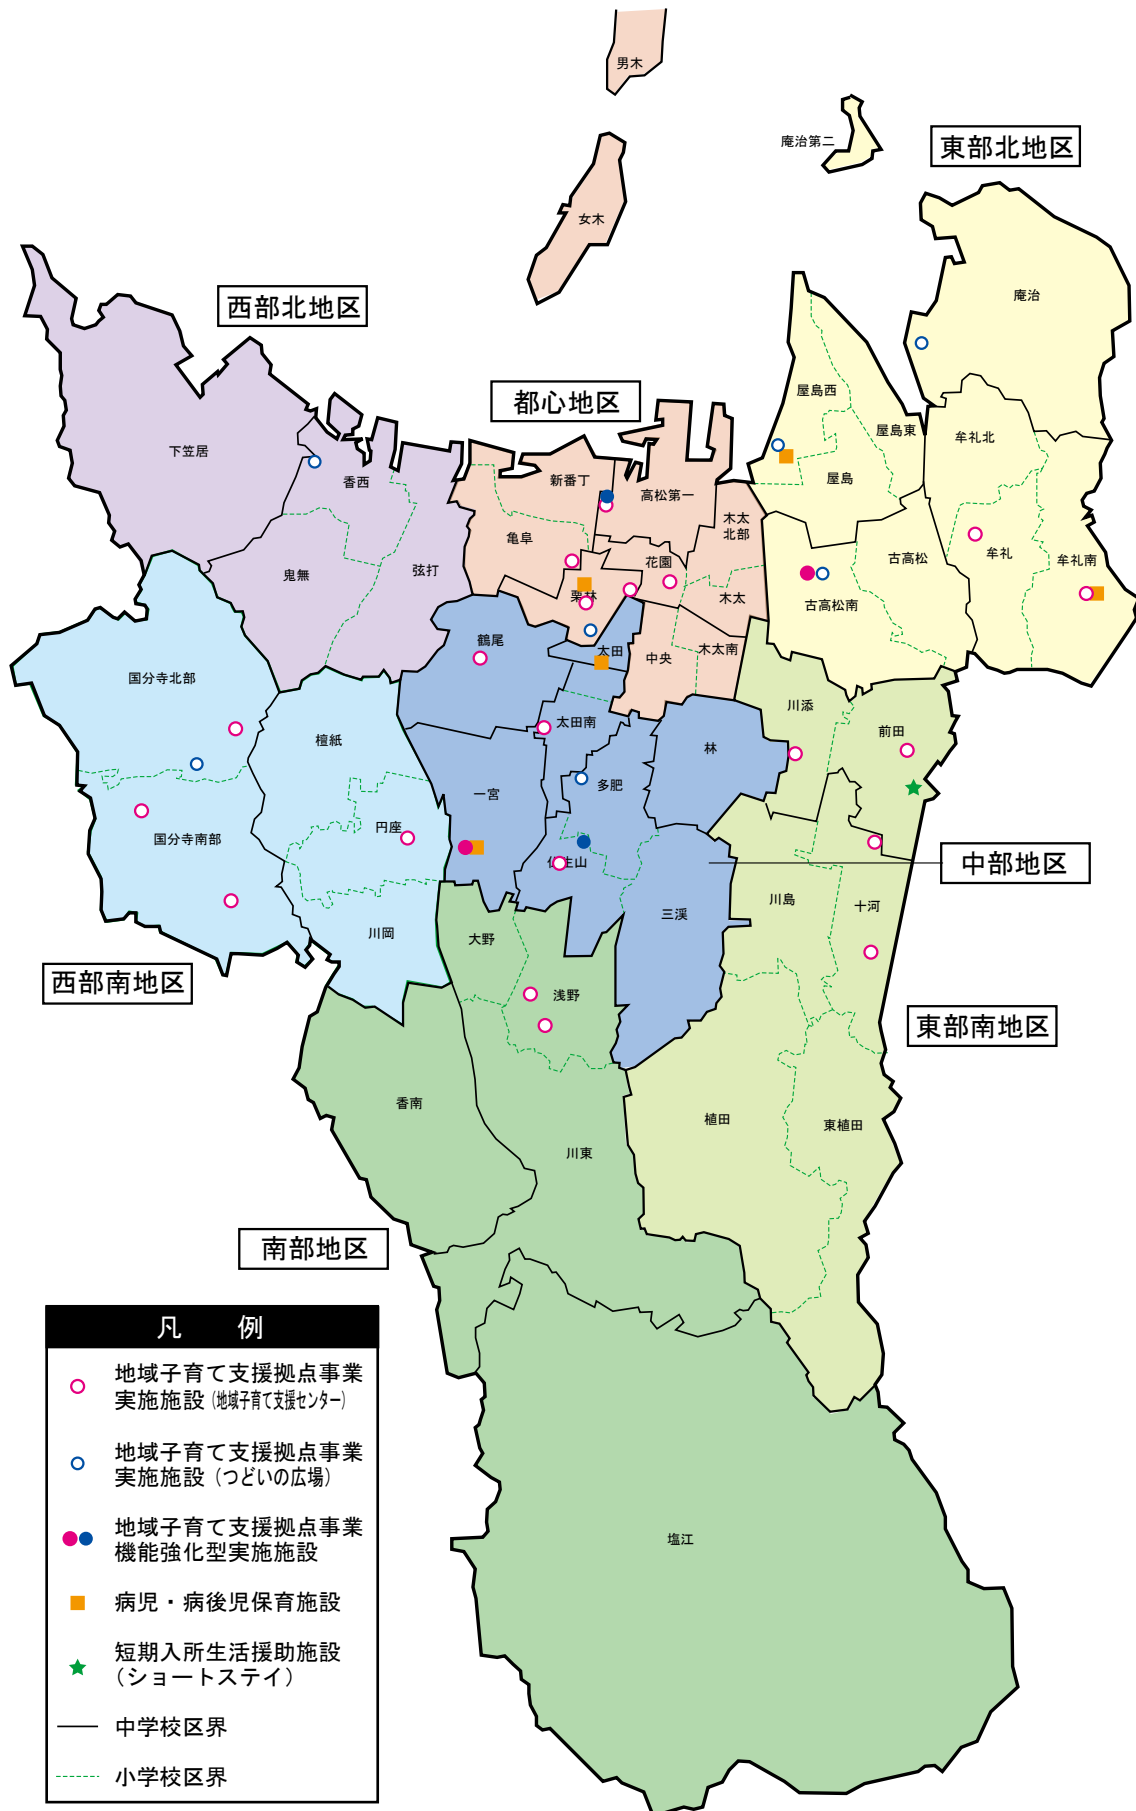 男木
庵治第二
東部北地区
女木
西部北地区
庵治
都心地区
屋島西
屋島東
牟礼北
下笠居
香西
新番丁
高松第一
屋島
木太
北部
亀阜
花園
古高松
牟礼
牟礼南
鬼無
弦打
栗林
木太
古高松南
鶴尾
太田
中央
木太南
国分寺北部
川添
檀紙
太田南
林
前田
一宮
多肥
円座
国分寺南部
仏生山
中部地区
川島
十河
三渓
川岡
大野
西部南地区
浅野
東部南地区
香南
植田
東植田
川東
南部地区
凡　例
地域子育て支援拠点事業
実施施設（地域子育て支援センター）
地域子育て支援拠点事業
実施施設（つどいの広場）
地域子育て支援拠点事業
機能強化型実施施設
塩江
病児・病後児保育施設
短期入所生活援助施設
（ショートステイ）
中学校区界
小学校区界